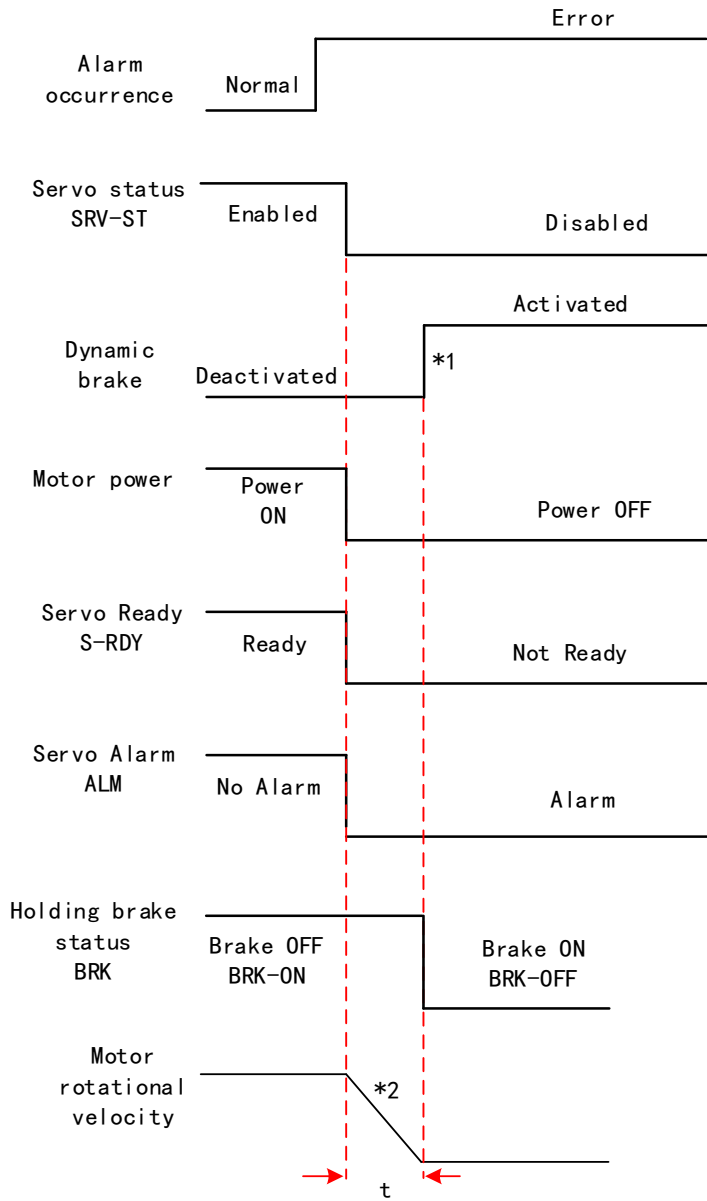 Error
Alarm
occurrence
Normal
Servo status
SRV-ST
Enabled
Disabled
Activated
Dynamic
brake
*1
Deactivated
Motor power
Power
ON
Power OFF
Servo Ready
S-RDY
Ready
Not Ready
Servo Alarm
ALM
No Alarm
Alarm
Holding brake
status
BRK
Brake OFF
BRK-ON
Brake ON
BRK-OFF
Motor
rotational
velocity
*2
t